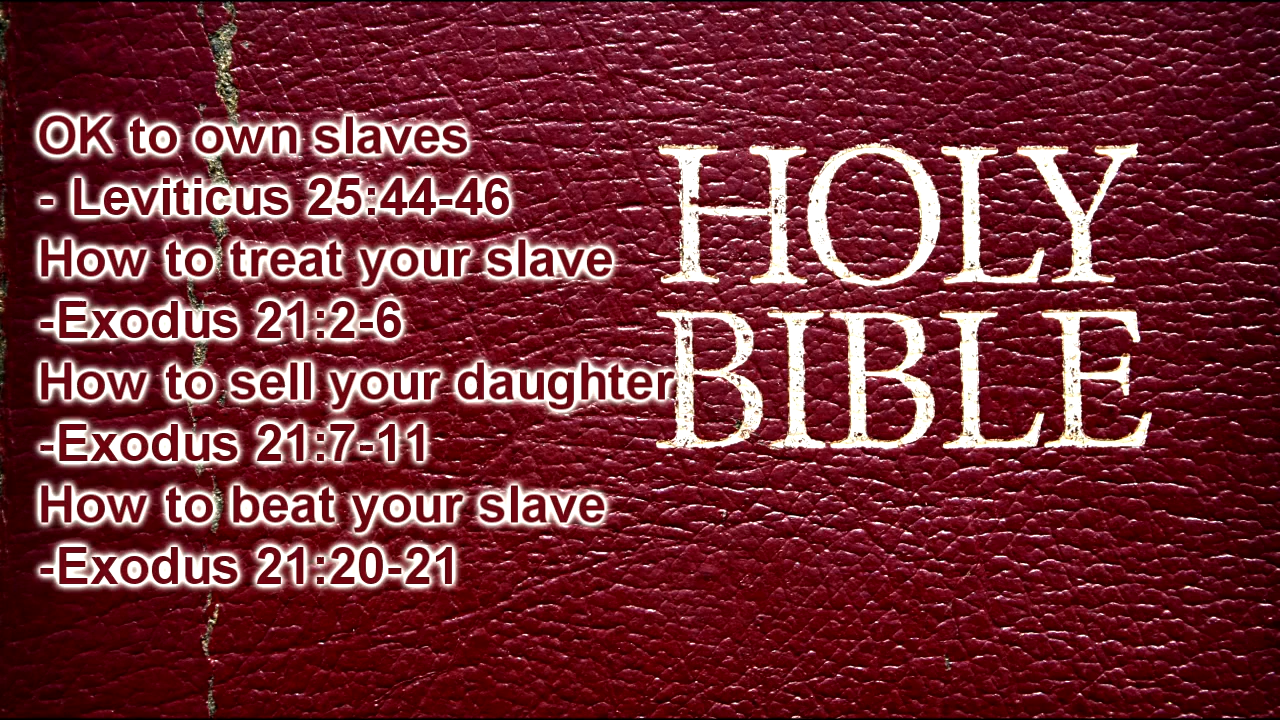 OK to own slaves
- Leviticus 25:44-46
How to treat your slave
-Exodus 21:2-6
How to sell your daughter
-Exodus 21:7-11
How to beat your slave
-Exodus 21:20-21
HOLY
BIBLE